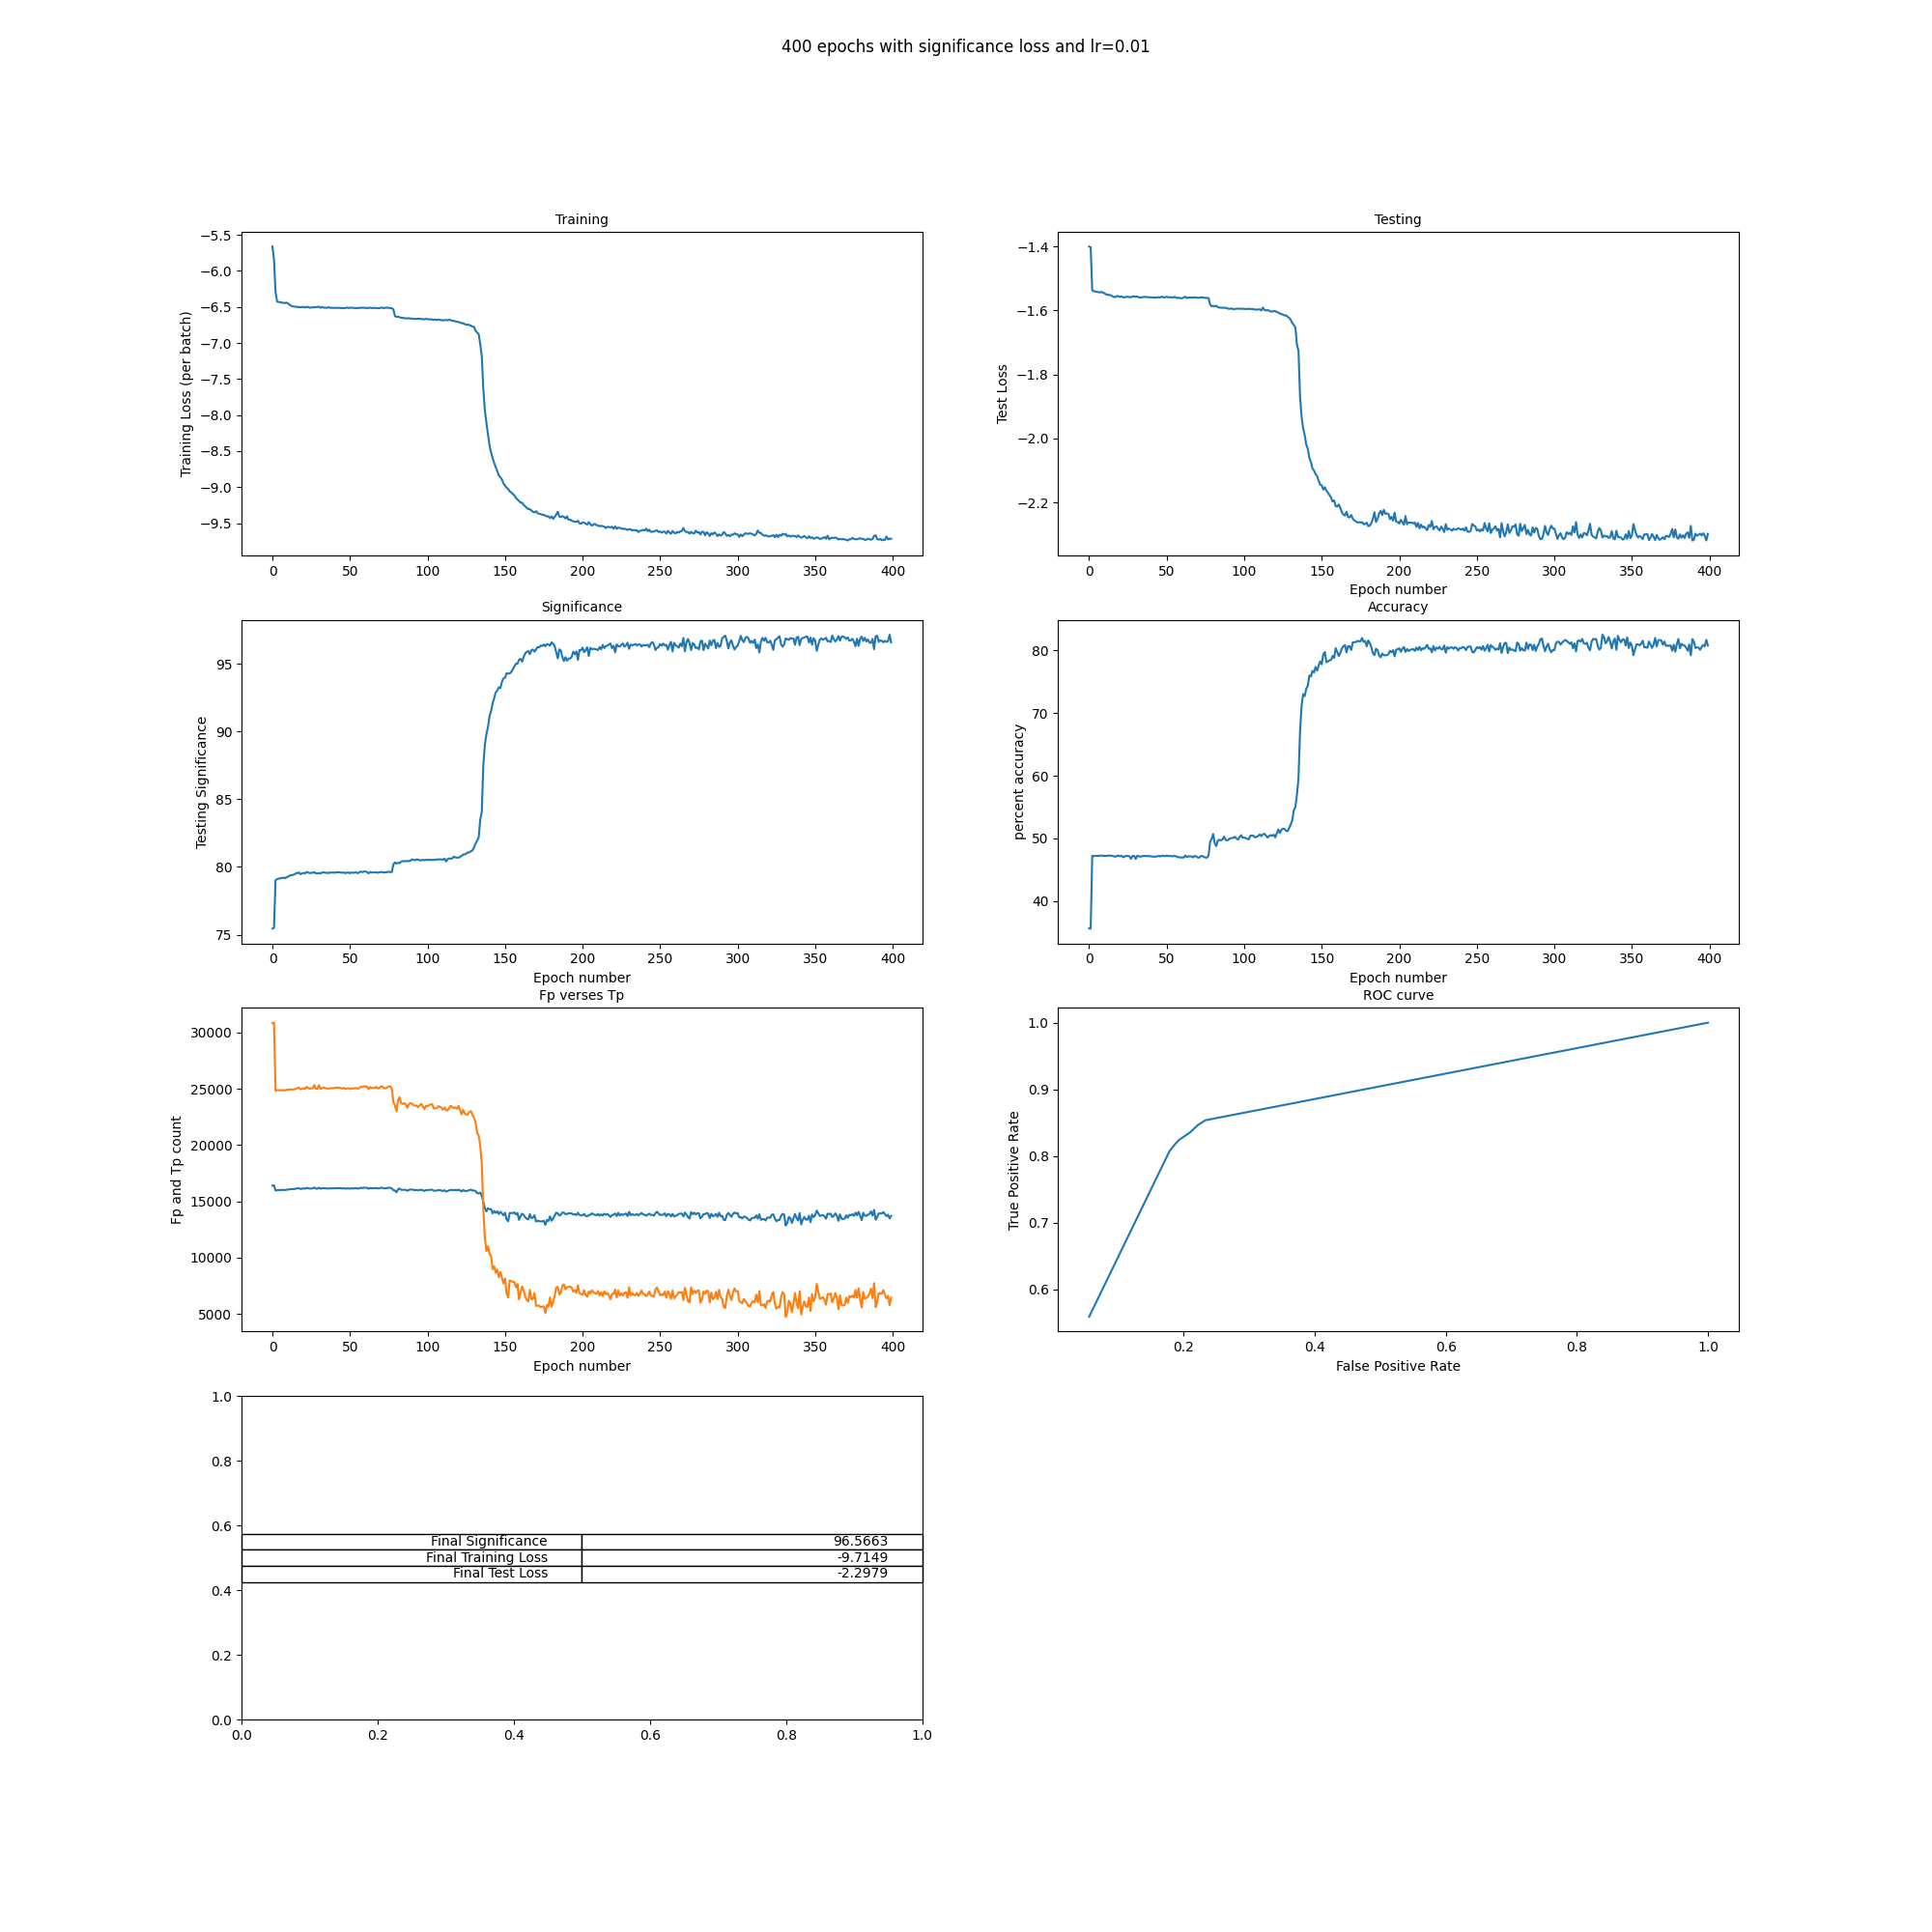 400 epochs with significance loss and lr=0.01
Training
Training Loss (per batch)
−5.5
−6.0
−6.5
−7.0
−7.5
−8.0
−8.5
−9.0
−9.5
0 50 100 150 200 250 300 350 400
Testing
Test Loss
−1.4
−1.6
−1.8
−2.0
−2.2
0 50 100 150 200 250 300 350 400
Epoch number
Significance
Testing Significance
95
90
85
80
75
0 50 100 150 200 250 300 350 400
Epoch number
Accuracy
percent accuracy
80
70
60
50
40
0 50 100 150 200 250 300 350 400
Epoch number
Fp verses Tp
Fp and Tp count
30000
25000
20000
15000
10000
5000
0 50 100 150 200 250 300 350 400
Epoch number
ROC curve
True Positive Rate
1.0
0.9
0.8
0.7
0.6
0.2 0.4 0.6 0.8 1.0
False Positive Rate
1.0
0.8
0.6
0.4
0.2
0.0
Final Significance 96.5663
Final Training Loss -9.7149
Final Test Loss -2.2979
0.0 0.2 0.4 0.6 0.8 1.0